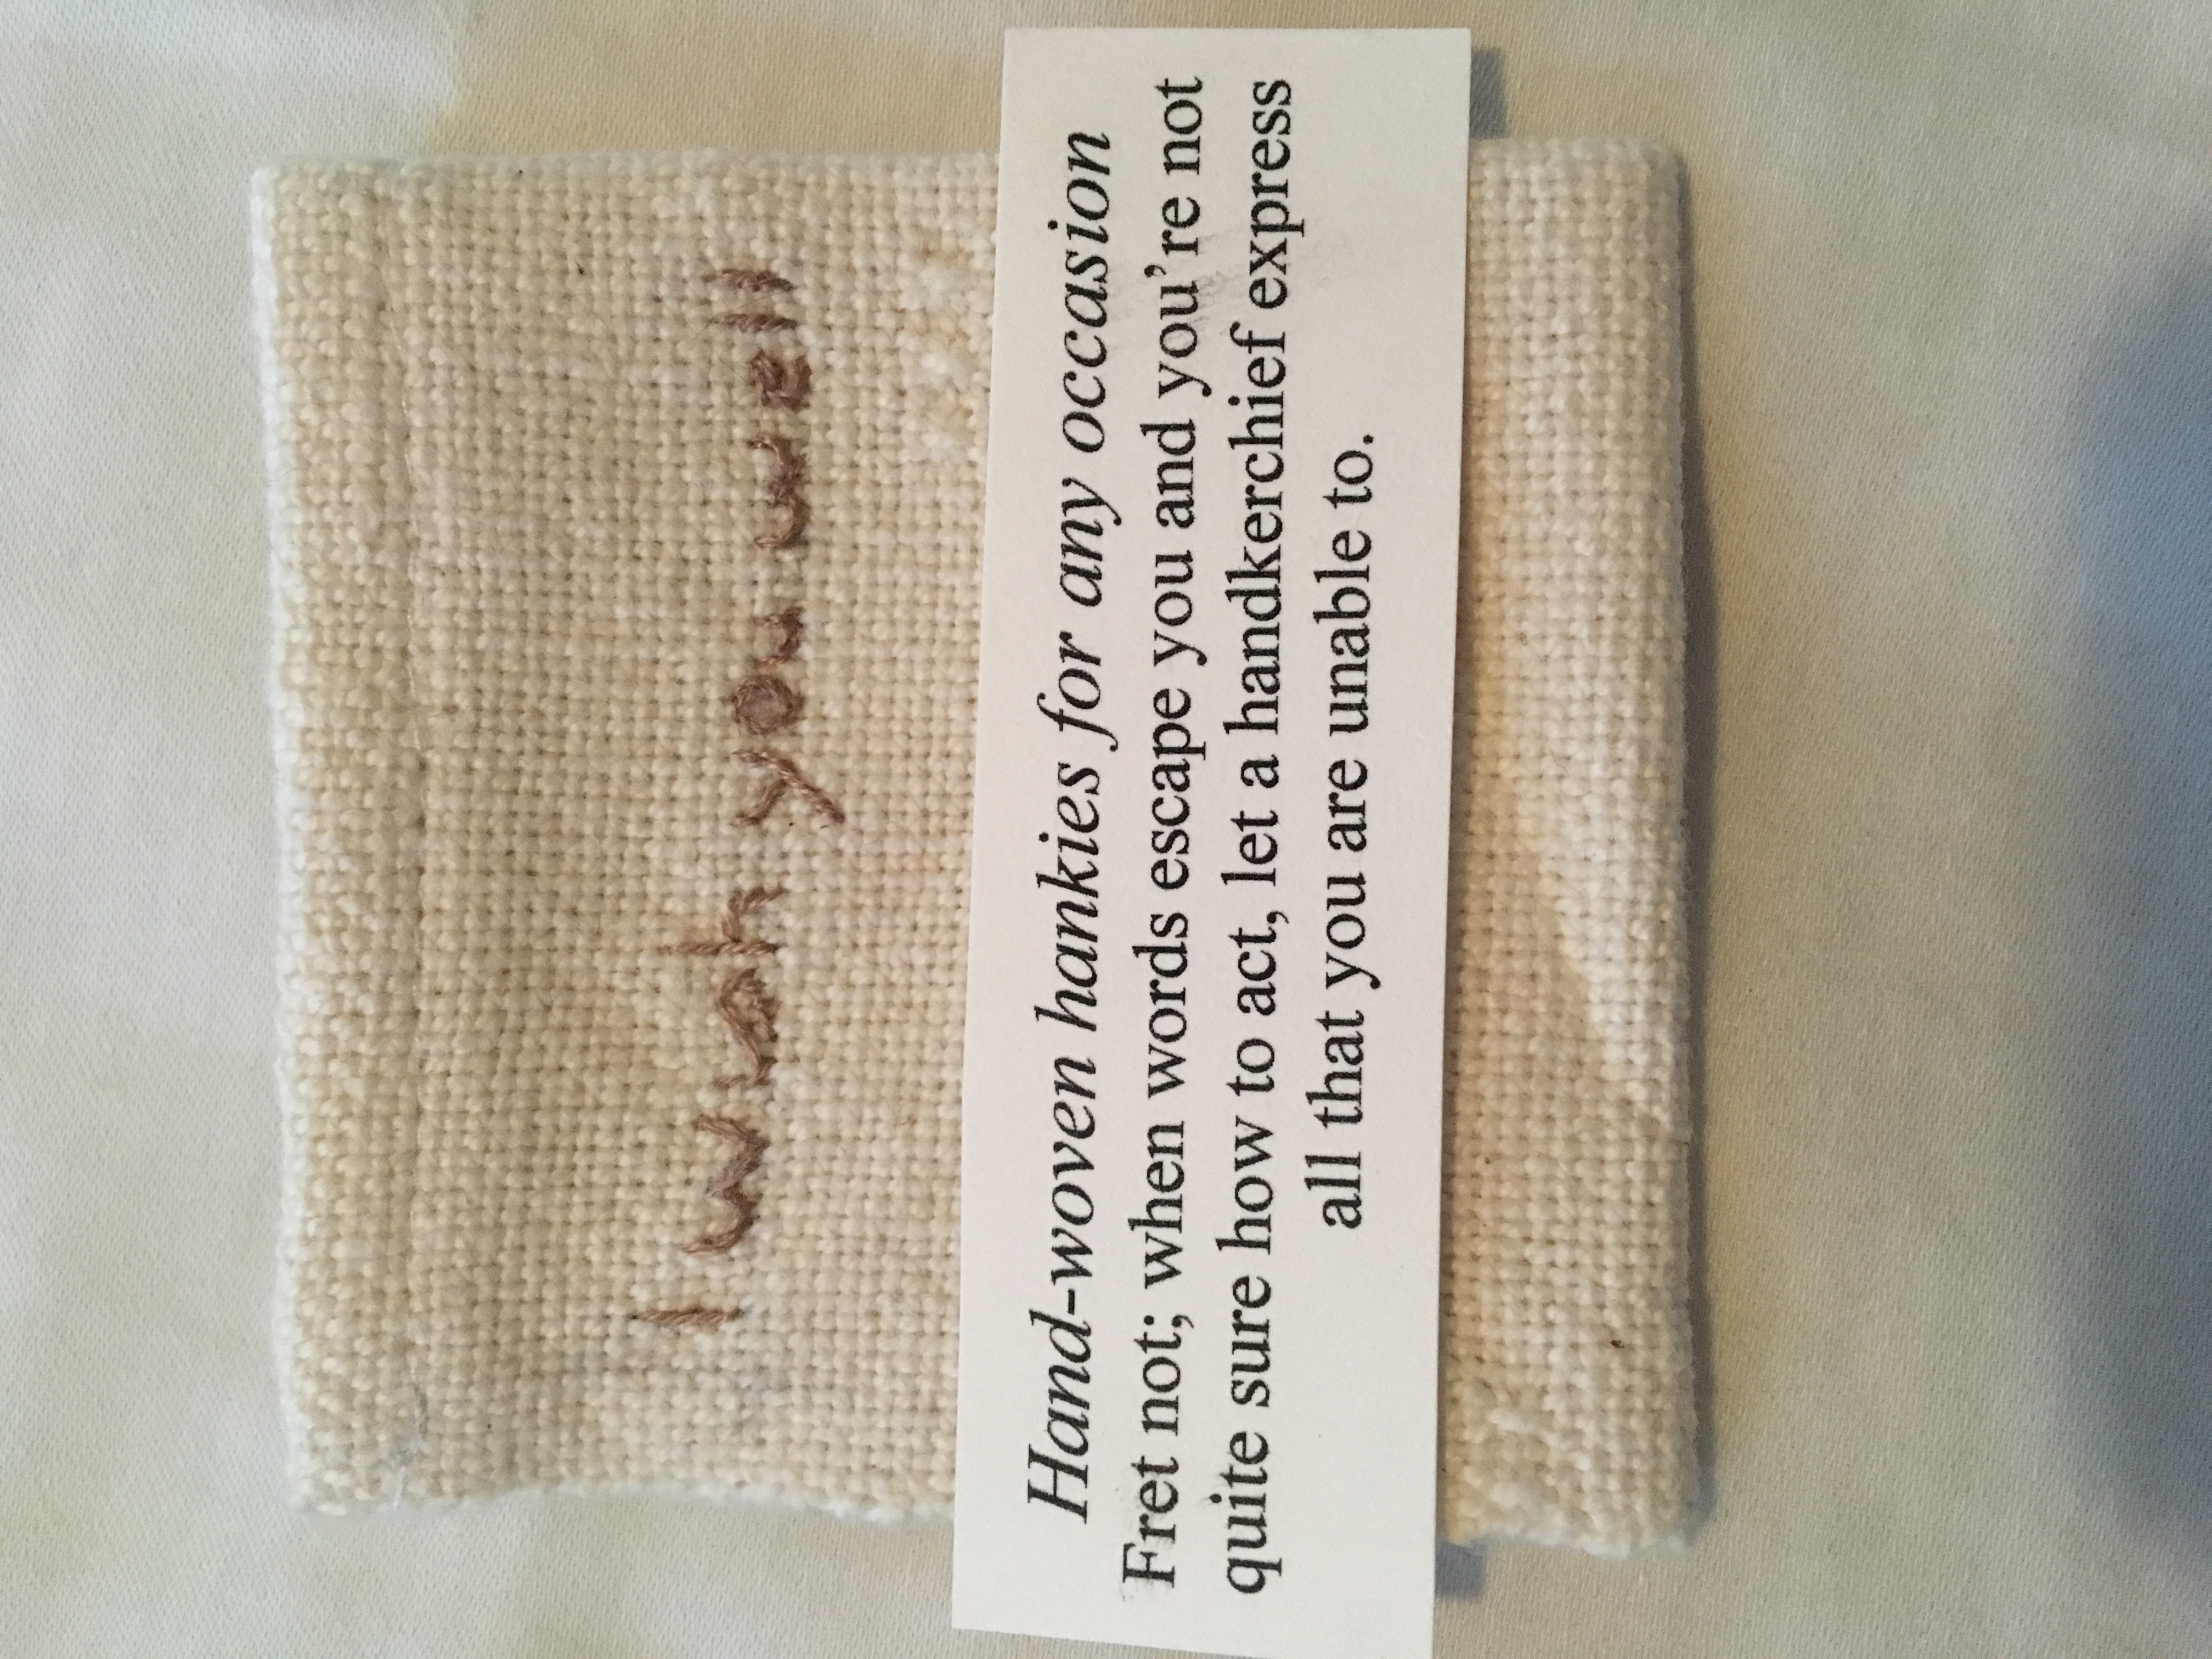 I wish you well
Hand-woven hankies for any occasion
Fret not; when words escape you and you're not
quite sure how to act, let a handkerchief express
all that you are unable to.